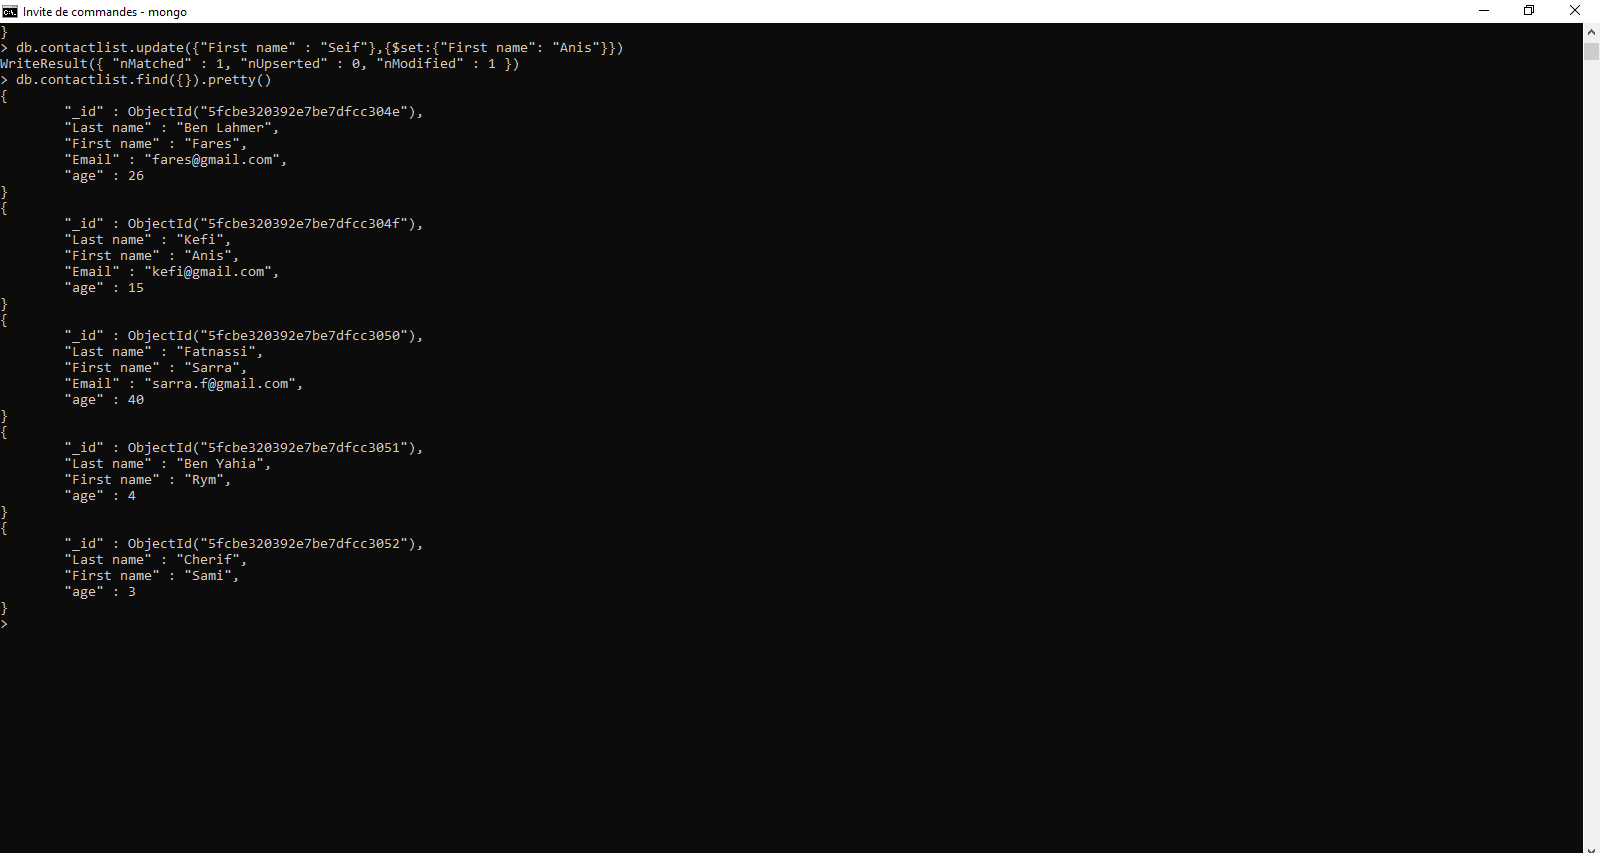 Invite de commandes - mongo
}
> db.contactlist.update({"First name" : "Seif"},{$set:{"First name": "Anis"}})
WriteResult({ "nMatched" : 1, "nUpserted" : 0, "nModified" : 1 })
> db.contactlist.find({}).pretty()
{
        "_id" : ObjectId("5fcbe320392e7be7dfcc304e"),
        "Last name" : "Ben Lahmer",
        "First name" : "Fares",
        "Email" : "fares@gmail.com",
        "age" : 26
}
{
        "_id" : ObjectId("5fcbe320392e7be7dfcc304f"),
        "Last name" : "Kefi",
        "First name" : "Anis",
        "Email" : "kefi@gmail.com",
        "age" : 15
}
{
        "_id" : ObjectId("5fcbe320392e7be7dfcc3050"),
        "Last name" : "Fatnassi",
        "First name" : "Sarra",
        "Email" : "sarra.f@gmail.com",
        "age" : 40
}
{
        "_id" : ObjectId("5fcbe320392e7be7dfcc3051"),
        "Last name" : "Ben Yahia",
        "First name" : "Rym",
        "age" : 4
}
{
        "_id" : ObjectId("5fcbe320392e7be7dfcc3052"),
        "Last name" : "Cherif",
        "First name" : "Sami",
        "age" : 3
}
>